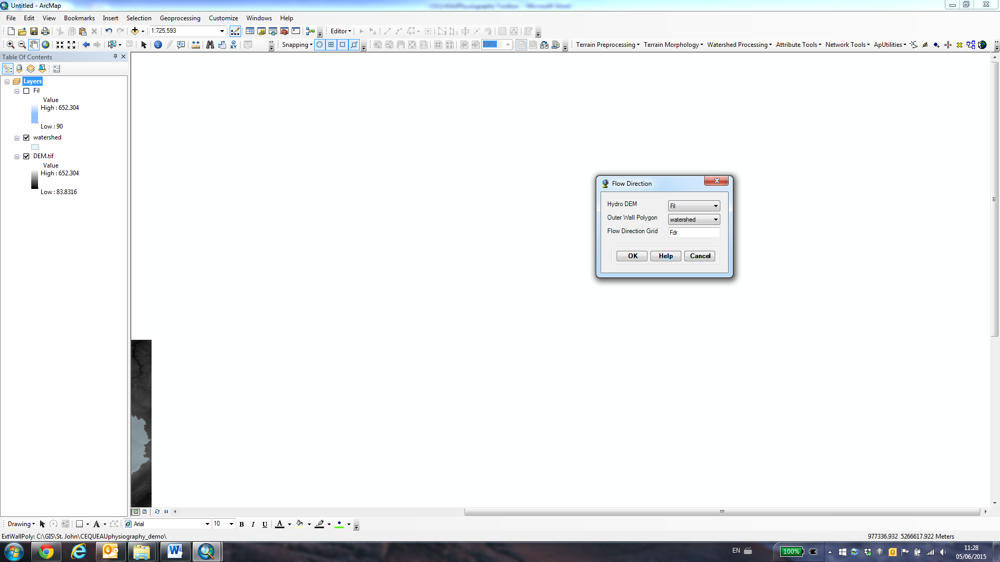 Untitled - ArcMap
File Edit View Bookmarks Insert Selection Geoprocessing Customize Windows Help
1:725,593
Editor
Snapping
100%
Terrain Preprocessing Terrain Morphology Watershed Processing Attribute Tools Network Tools ApUtilities
Table Of Contents
Layers
Fil
Value
High : 652.304
Low : 90
watershed
DEM.tif
Value
High : 652.304
Low : 83.8316
Flow Direction
Hydro DEM Fil
Outer Wall Polygon watershed
Flow Direction Grid Fdr
OK Help Cancel
Drawing A Arial 10 B I U A
ExtWallPoly: C:\GIS\St. John\CEQUEAUphysiography_demo\
977336.932 5266617.922 Meters
EN
100%
11:28
05/06/2015